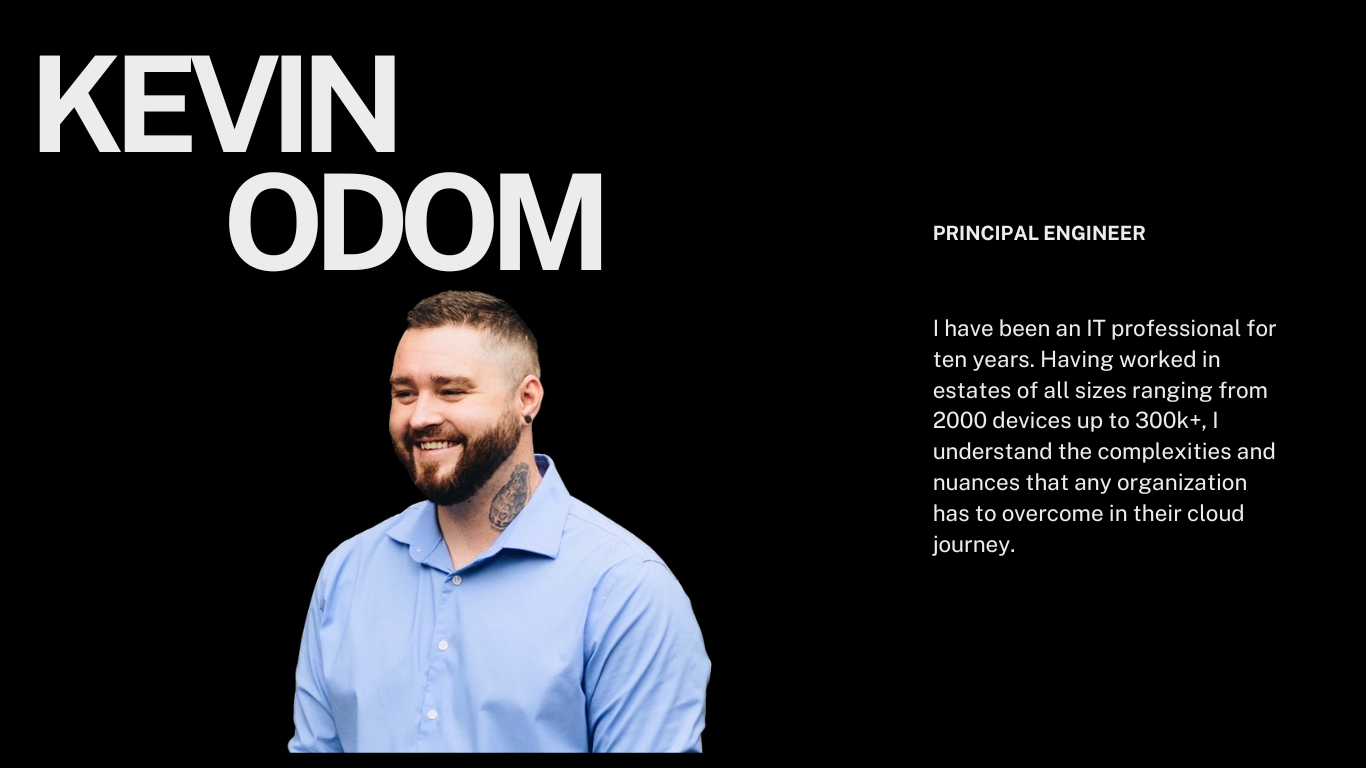 KEVIN
ODOM
PRINCIPAL ENGINEER
I have been an IT professional for
ten years. Having worked in
estates of all sizes ranging from
2000 devices up to 300k+, I
understand the complexities and
nuances that any organization
has to overcome in their cloud
journey.